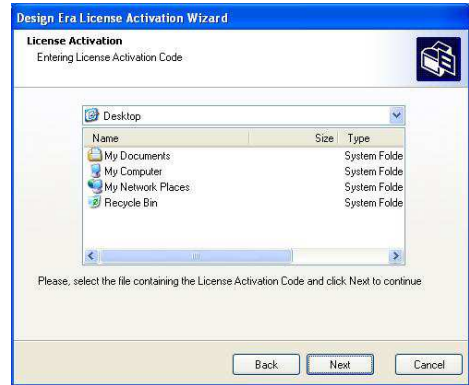 Design Era License Activation Wizard
License Activation
Entering License Activation Code
Desktop
Name Size Type
My Documents System Folde
My Computer System Folde
My Network Places System Folde
Recycle Bin System Folde
Please, select the file containing the License Activation Code and click Next to continue
Back Next Cancel